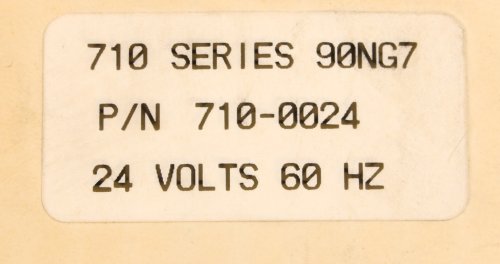 710 SERIES 90NG7
P/N 710-0024
24 VOLTS 60 HZ